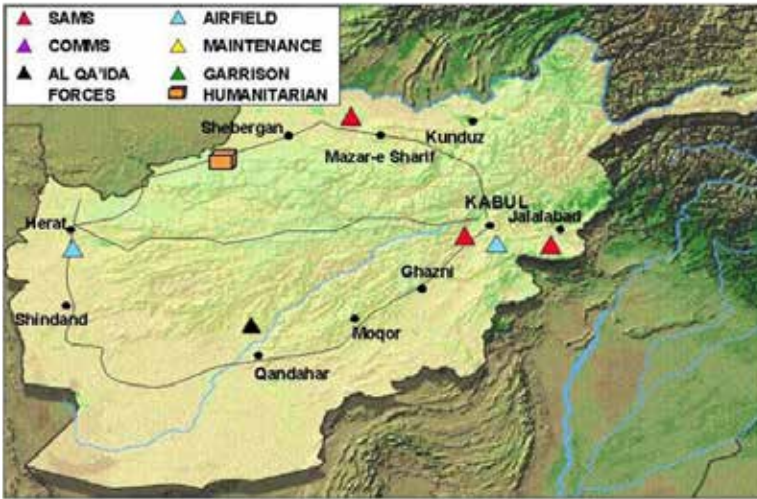 SAMS
COMMS
AL QA'IDA
FORCES
AIRFIELD
MAINTENANCE
GARRISON
HUMANITARIAN
Shebergan
Kunduz
Mazar-e Sharif
Herat
KABUL
Jalalabad
Ghazni
Shindand
Moqor
Qandahar